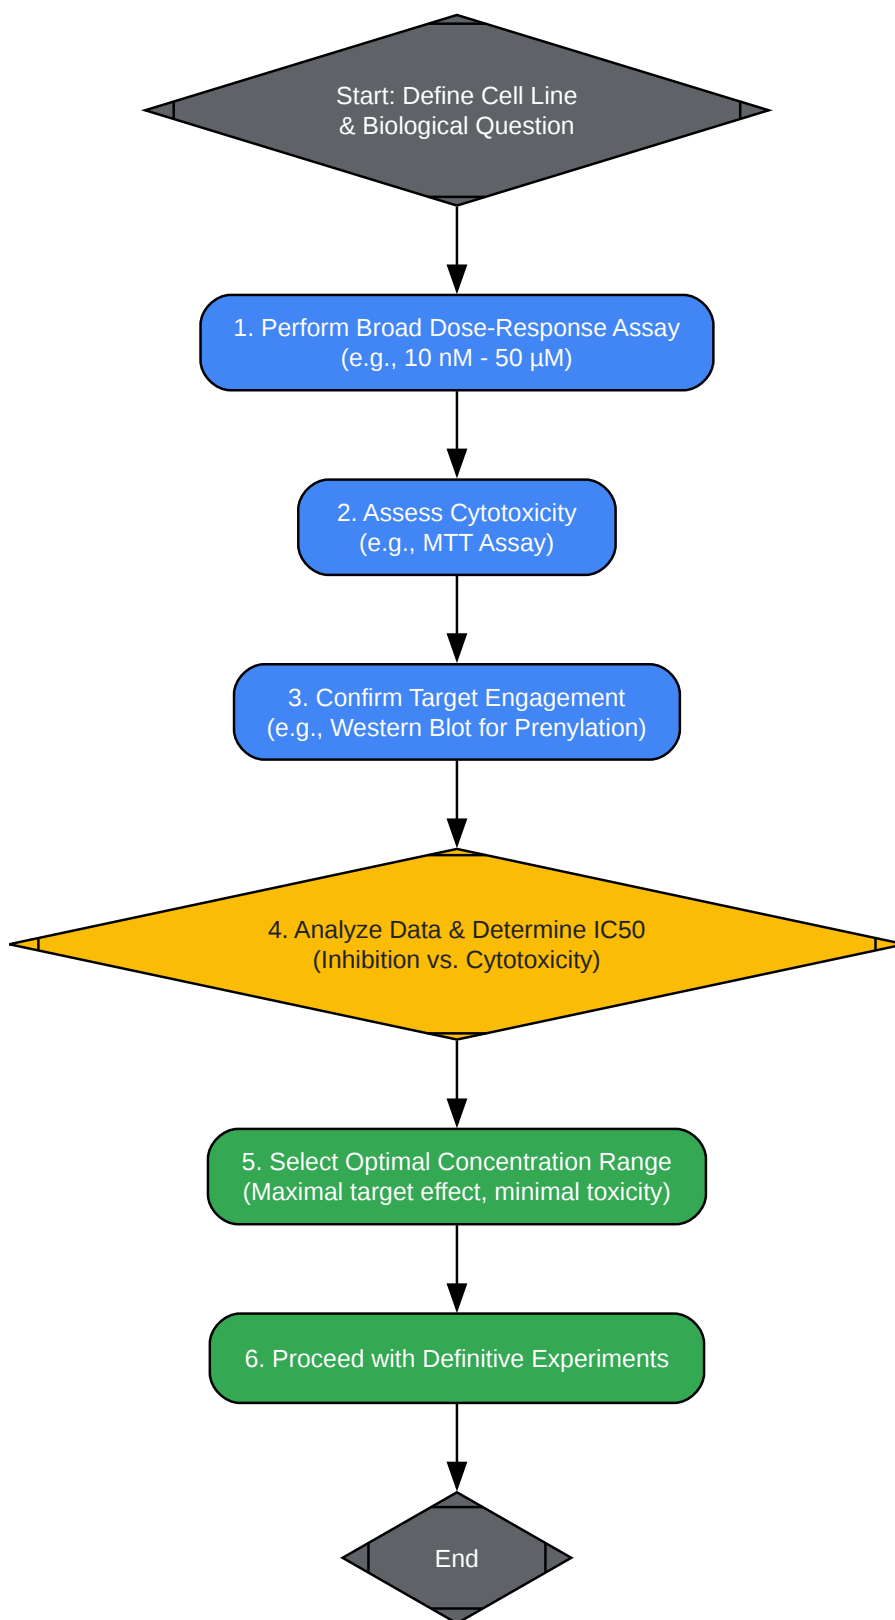 Start: Define Cell Line
& Biological Question
1. Perform Broad Dose-Response Assay
(e.g., 10 nM - 50 µM)
2. Assess Cytotoxicity
(e.g., MTT Assay)
3. Confirm Target Engagement
(e.g., Western Blot for Prenylation)
4. Analyze Data & Determine IC50
(Inhibition vs. Cytotoxicity)
5. Select Optimal Concentration Range
(Maximal target effect, minimal toxicity)
6. Proceed with Definitive Experiments
End